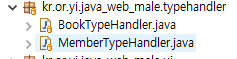 kr.or.yi.java_web_male.typehandler
BookTypeHandler.java
MemberTypeHandler.java